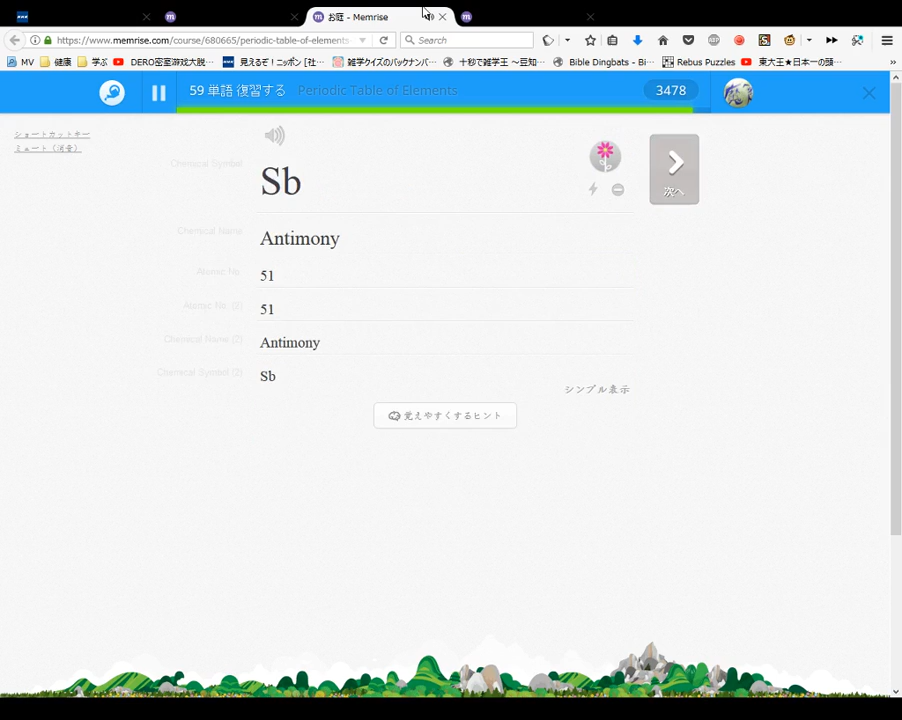 お庭 - Memrise
https://www.memrise.com/course/680665/periodic-table-of-elements-
Search
MV 健康 学ぶ DERO密室游戏大脱… 見えるぞ！ニッポン [社… 雑学クイズのバックナンバ… 十秒で雑学王 ～豆知… Bible Dingbats - Bi… Rebus Puzzles 東大王★日本一の頭…
59 単語 復習する Periodic Table of Elements 3478
ショートカットキー
ミュート（消音）
Chemical Symbol
Sb
次へ
Chemical Name
Antimony
Atomic No.
51
Atomic No. (2)
51
Chemical Name (2)
Antimony
Chemical Symbol (2)
Sb
シンプル表示
覚えやすくするヒント